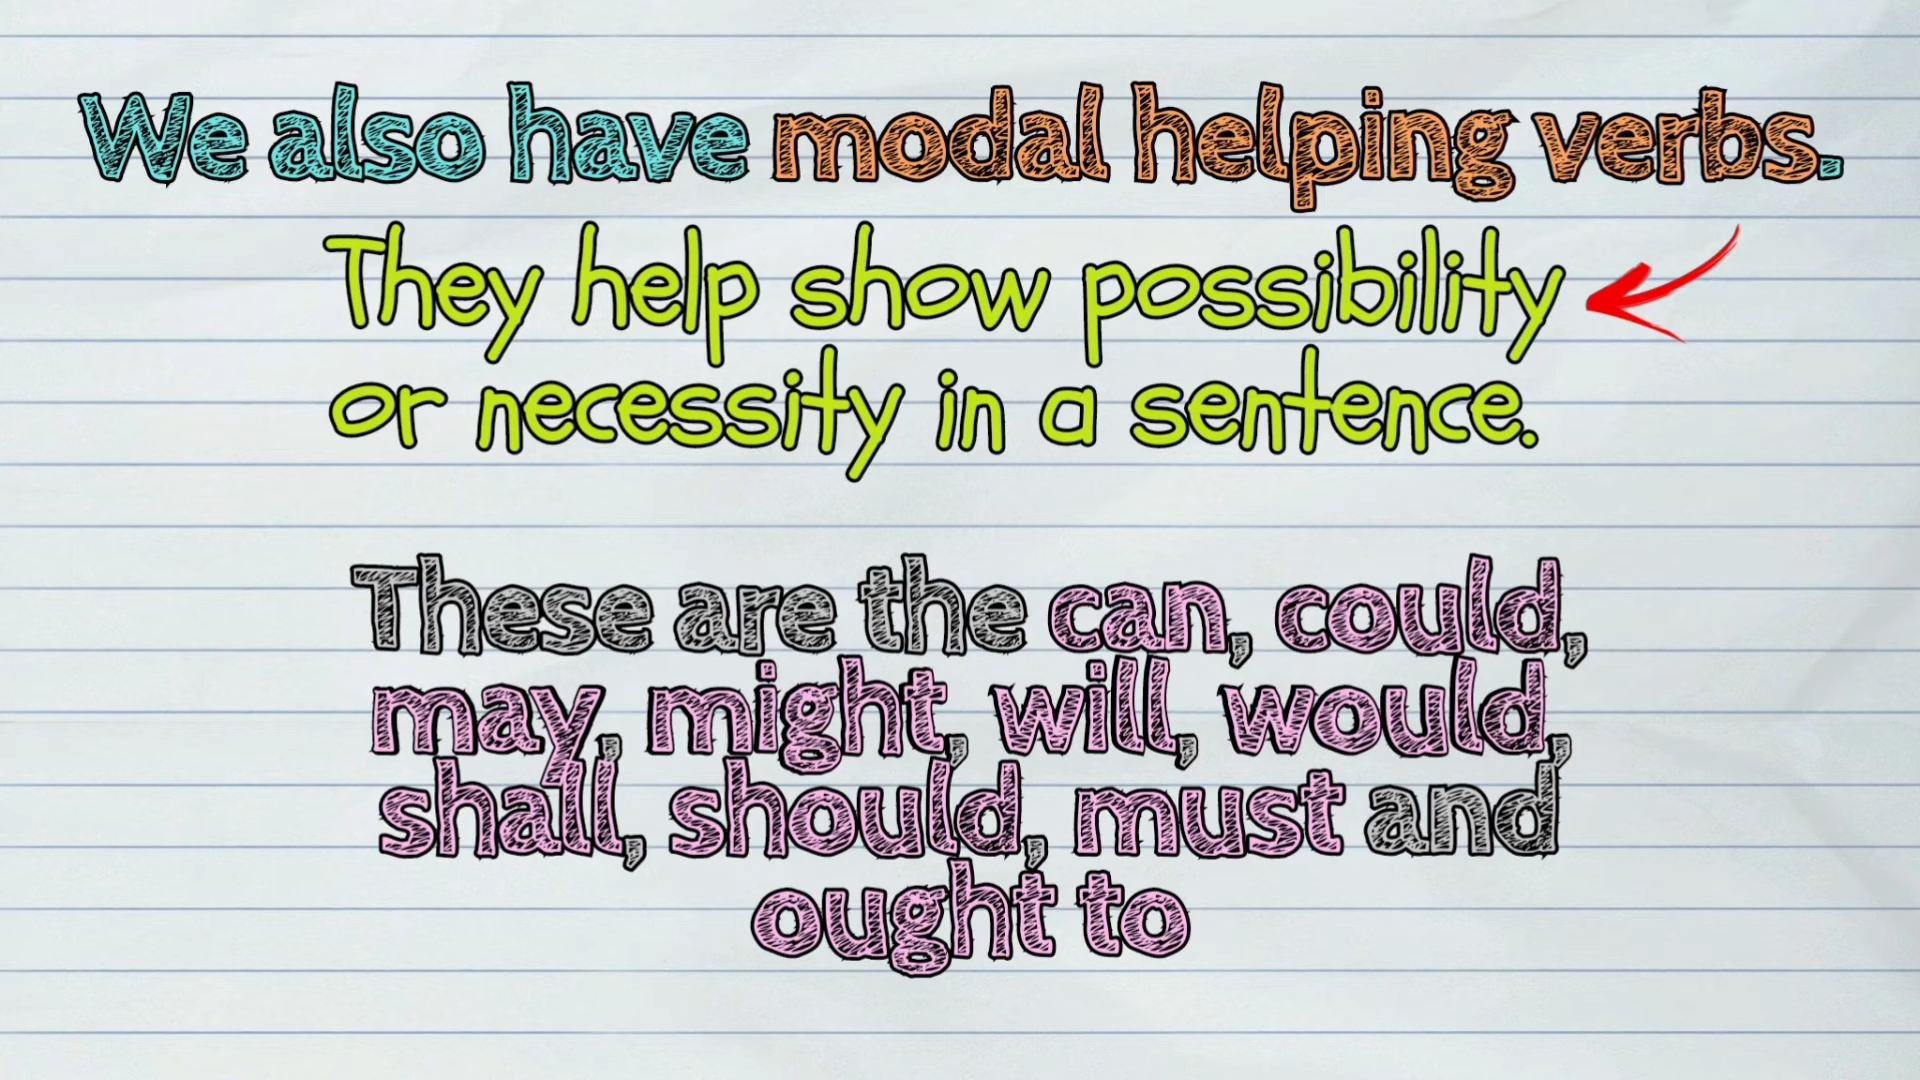 We also have modal helping verbs.
They help show possibility
or necessity in a sentence.
These are the can, could,
may, might, will, would,
shall, should, must and
ought to